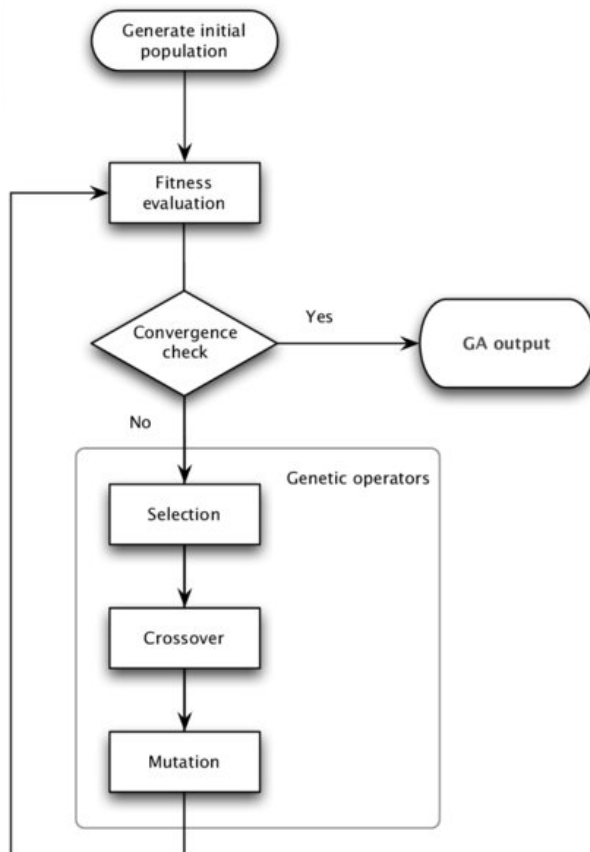 Generate initial
population
Fitness
evaluation
Convergence
check
Yes
GA output
No
Genetic operators
Selection
Crossover
Mutation